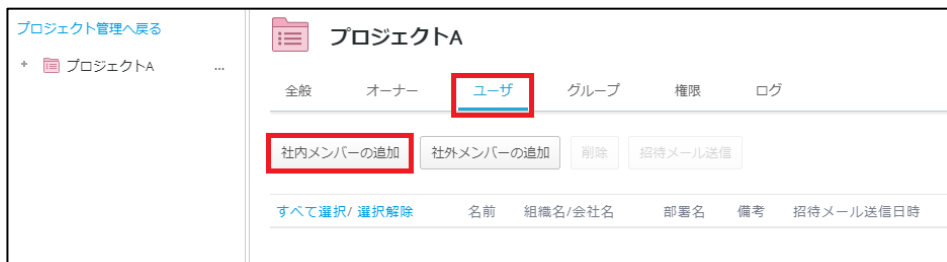 プロジェクト管理へ戻る
プロジェクトA
...
プロジェクトA
全般 オーナー ユーザ グループ 権限 ログ
社内メンバーの追加 社外メンバーの追加 削除 招待メール送信
すべて選択/ 選択解除 名前 組織名/会社名 部署名 備考 招待メール送信日時